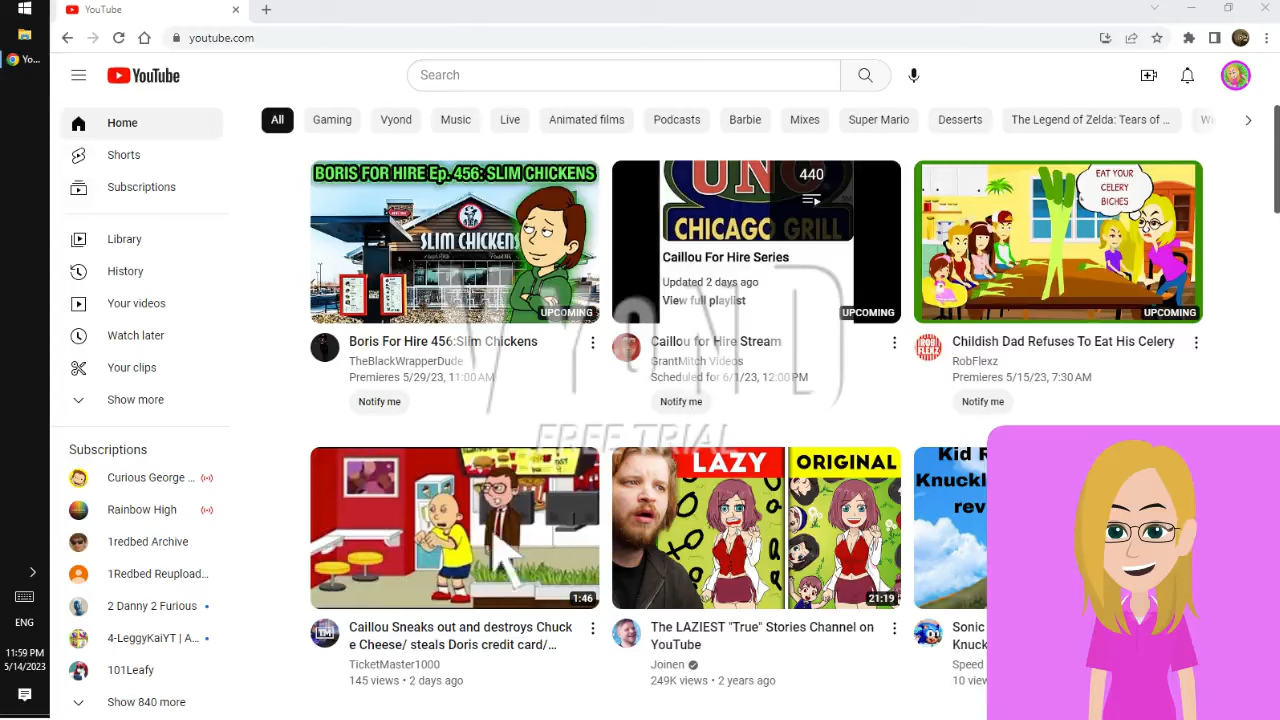 YouTube
youtube.com
YouTube
Search
All
Gaming
Vyond
Music
Live
Animated films
Podcasts
Barbie
Mixes
Super Mario
Desserts
The Legend of Zelda: Tears of ...
Home
Shorts
Subscriptions
Library
History
Your videos
Watch later
Your clips
Show more
Subscriptions
Curious George ...
Rainbow High
1redbed Archive
1Redbed Reupload...
2 Danny 2 Furious
4-LeggyKaiYT | A...
101Leafy
Show 840 more
Yo...
ENG
11:59 PM
5/14/2023
BORIS FOR HIRE Ep. 456: SLIM CHICKENS
SLIM CHICKENS
UPCOMING
Boris For Hire 456:Slim Chickens
TheBlackWrapperDude
Premieres 5/29/23, 11:00 AM
Notify me
UNO
CHICAGO GRILL
440
Caillou For Hire Series
Updated 2 days ago
View full playlist
UPCOMING
Caillou for Hire Stream
GrantMitch Videos
Scheduled for 6/1/23, 12:00 PM
Notify me
EAT YOUR
CELERY
BICHES
UPCOMING
ROB
FLEXZ
Childish Dad Refuses To Eat His Celery
RobFlexz
Premieres 5/15/23, 7:30 AM
Notify me
VYOND
FREE TRIAL
1:46
Caillou Sneaks out and destroys Chuck
e Cheese/ steals Doris credit card/...
TicketMaster1000
145 views • 2 days ago
LAZY
ORIGINAL
21:19
The LAZIEST "True" Stories Channel on
YouTube
Joinen
249K views • 2 years ago
Kid R
Knuckl
rev
Sonic
Knuck
Speed
10 view